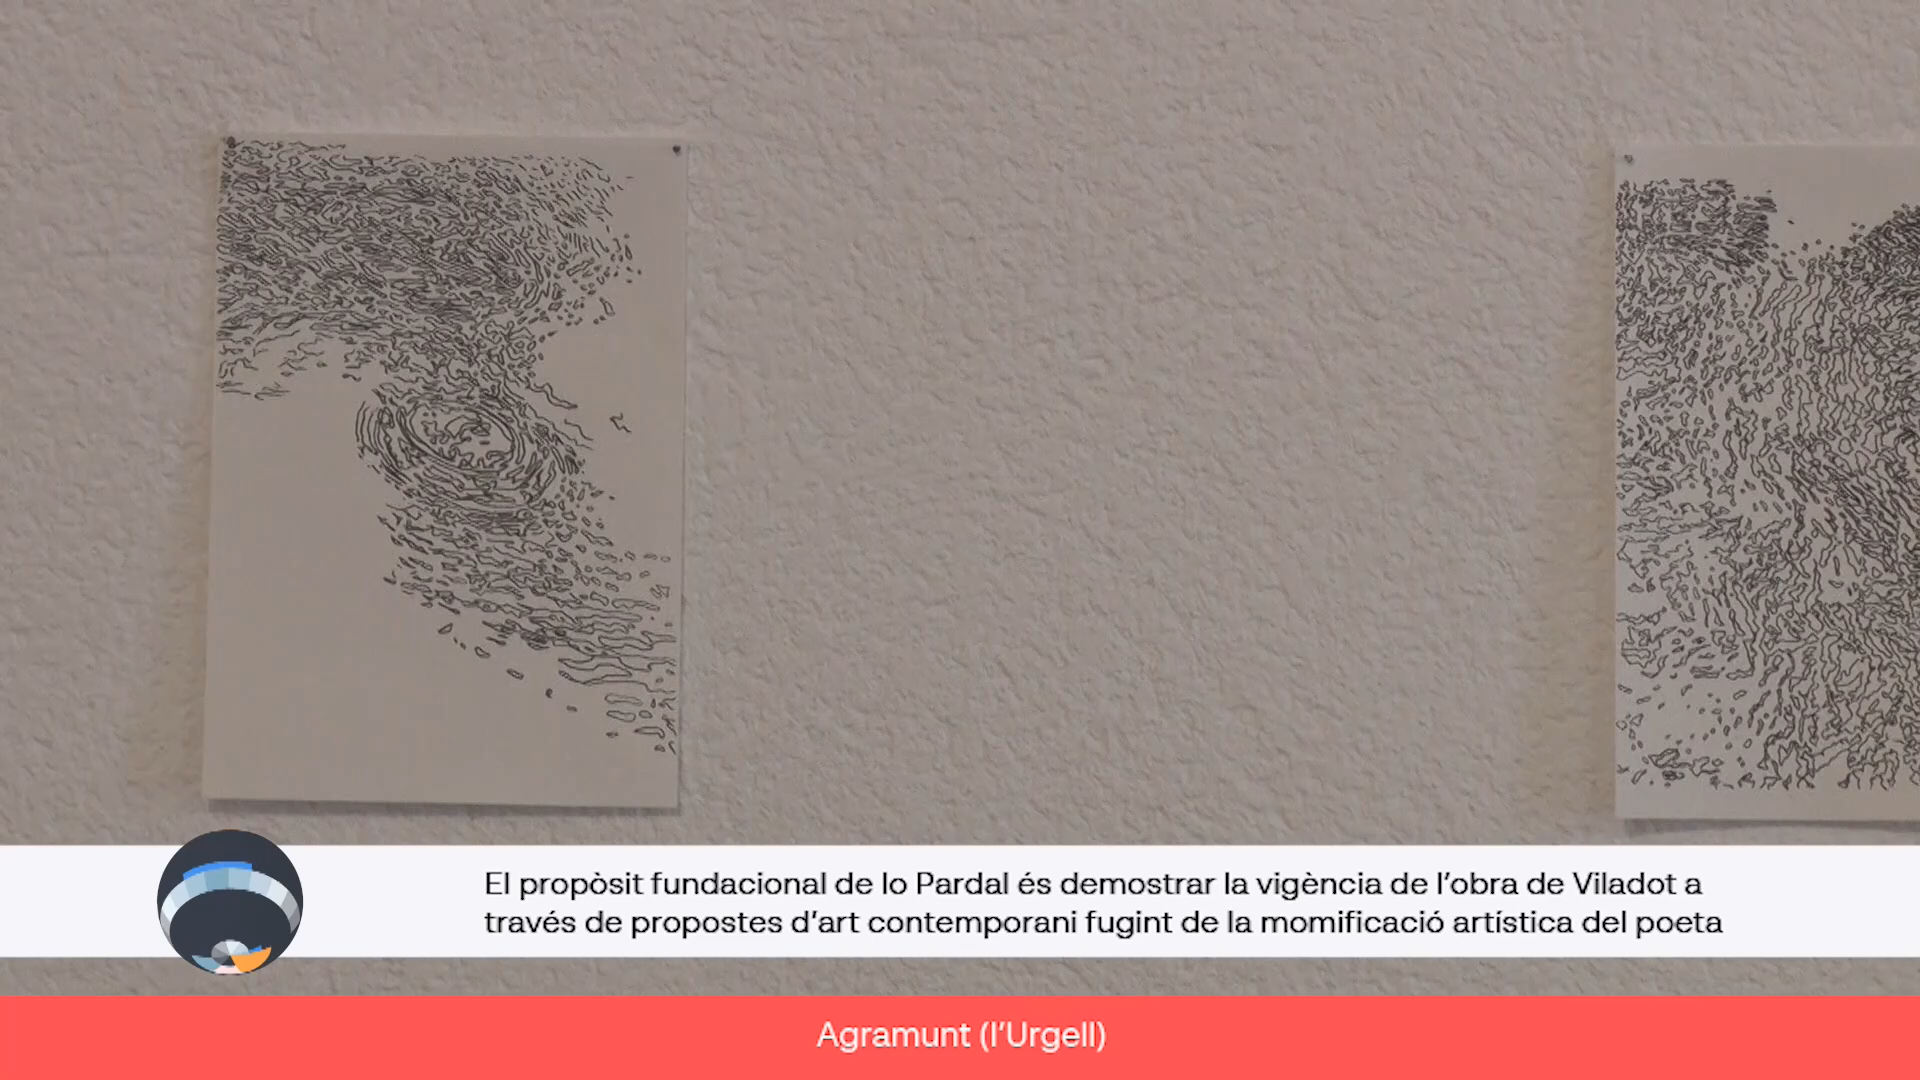 El propòsit fundacional de lo Pardal és demostrar la vigència de l'obra de Viladot a
través de propostes d'art contemporani fugint de la momificació artística del poeta
Agramunt (l'Urgell)